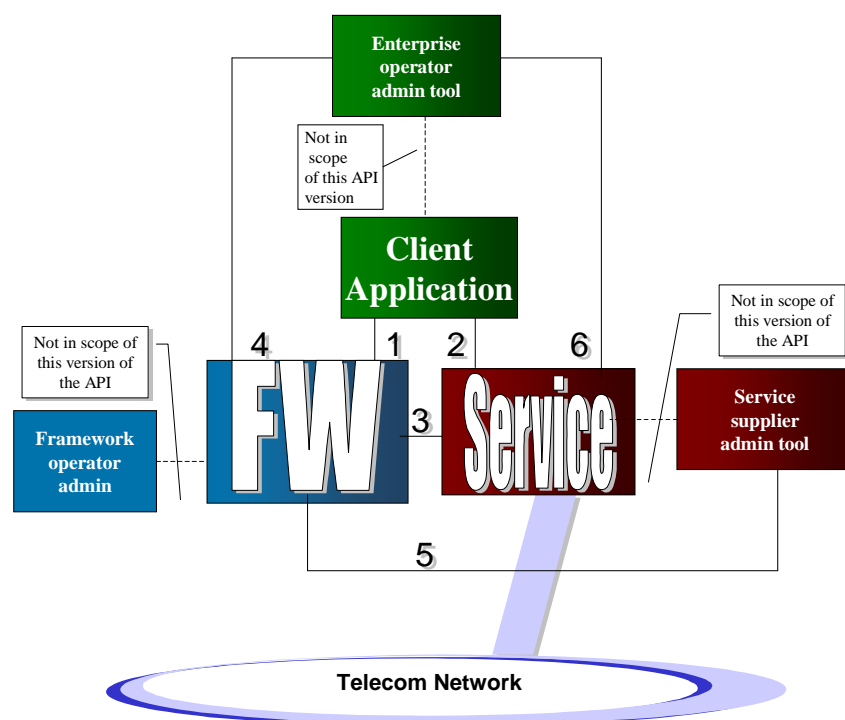 Enterprise
operator
admin tool
Not in
scope
of this API
version
Client
Application
Not in scope of
this version of
the API
Not in scope of
this version of
the API
4
1
2
6
FW
3
Service
Service
supplier
admin tool
Framework
operator
admin
5
Telecom Network